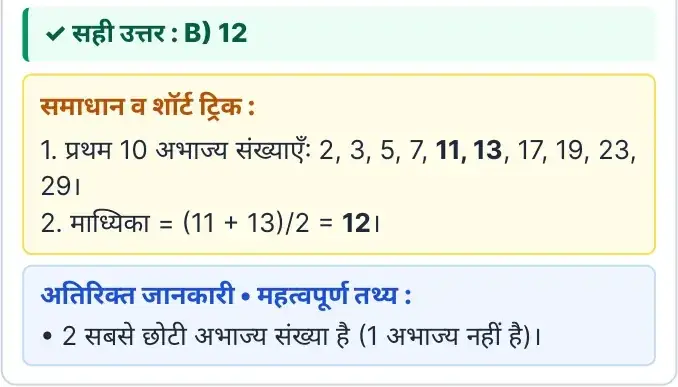 ✓ सही उत्तर : B) 12
समाधान व शॉर्ट ट्रिक :
1. प्रथम 10 अभाज्य संख्याएँ: 2, 3, 5, 7, 11, 13, 17, 19, 23,
29।
2. माध्यिका = (11 + 13)/2 = 12।
अतिरिक्त जानकारी • महत्वपूर्ण तथ्य :
• 2 सबसे छोटी अभाज्य संख्या है (1 अभाज्य नहीं है)।